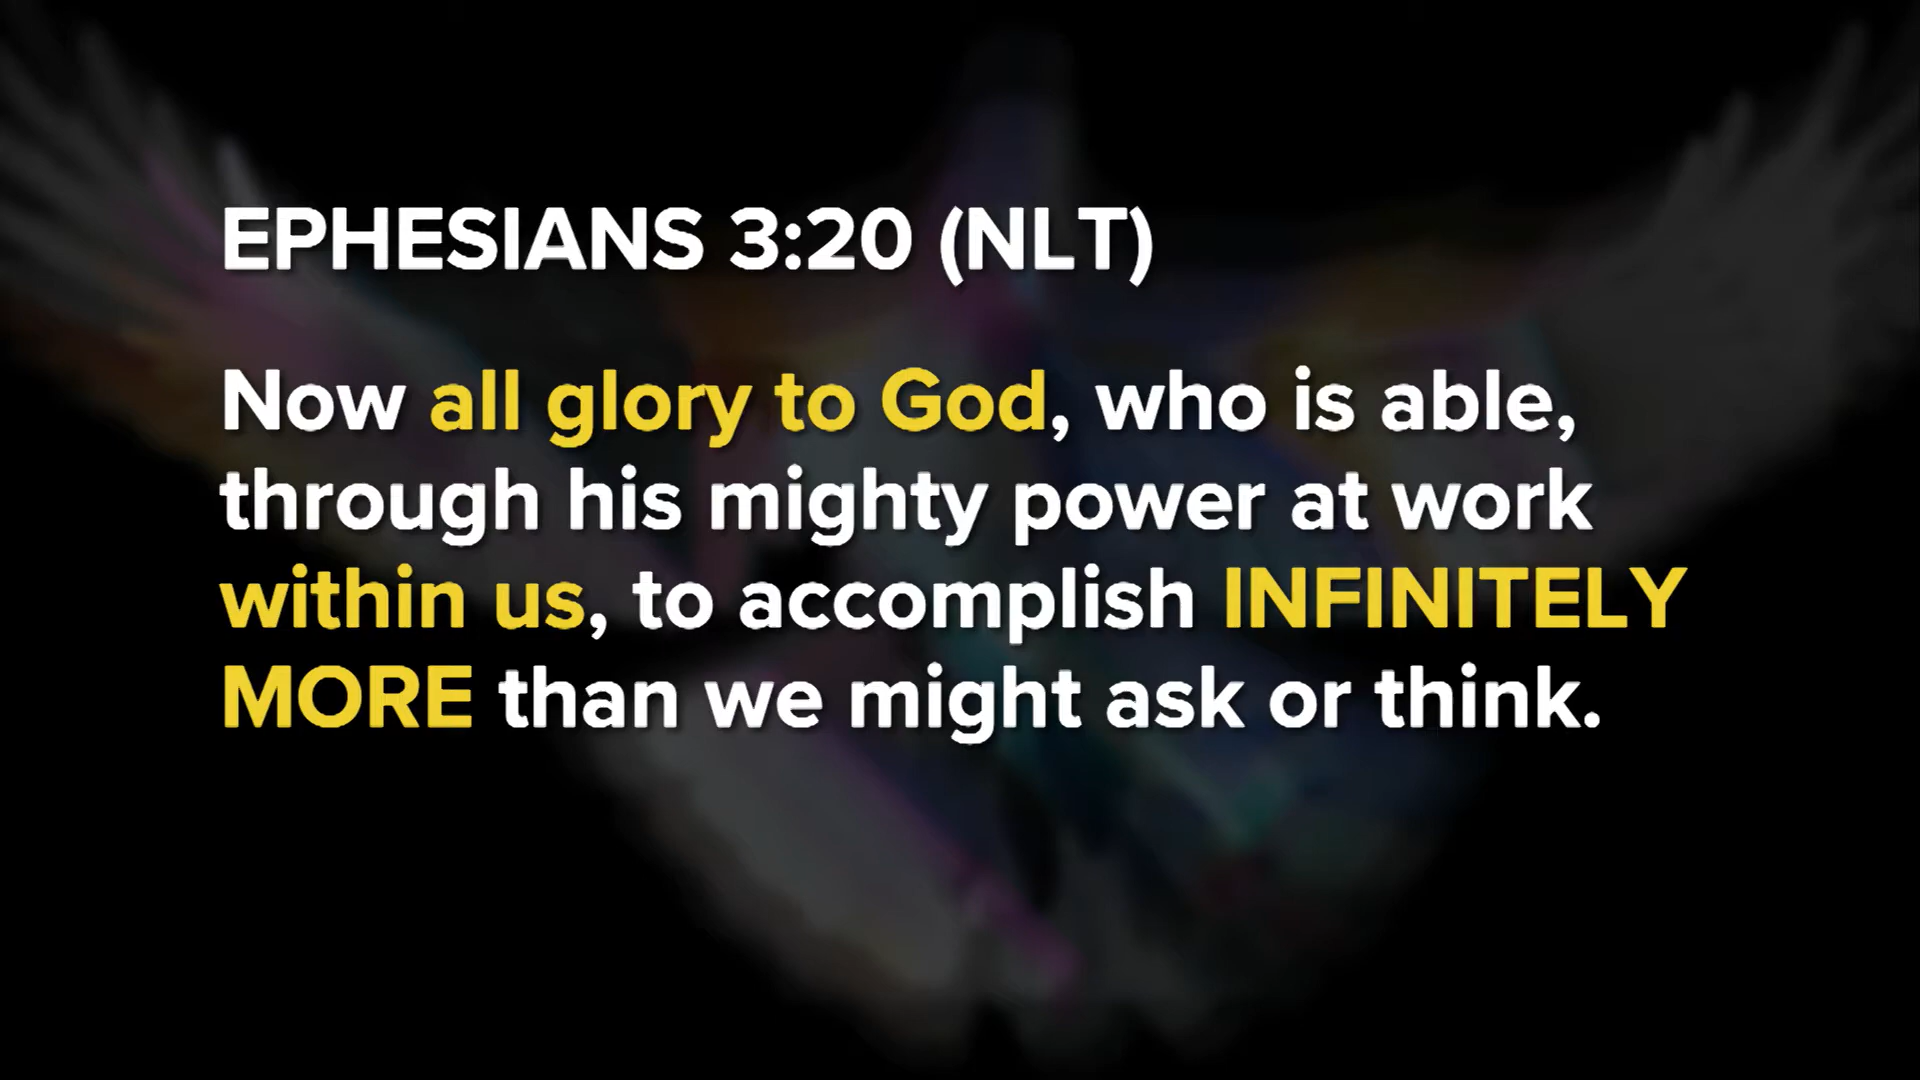 EPHESIANS 3:20 (NLT)
Now all glory to God, who is able,
through his mighty power at work
within us, to accomplish INFINITELY
MORE than we might ask or think.